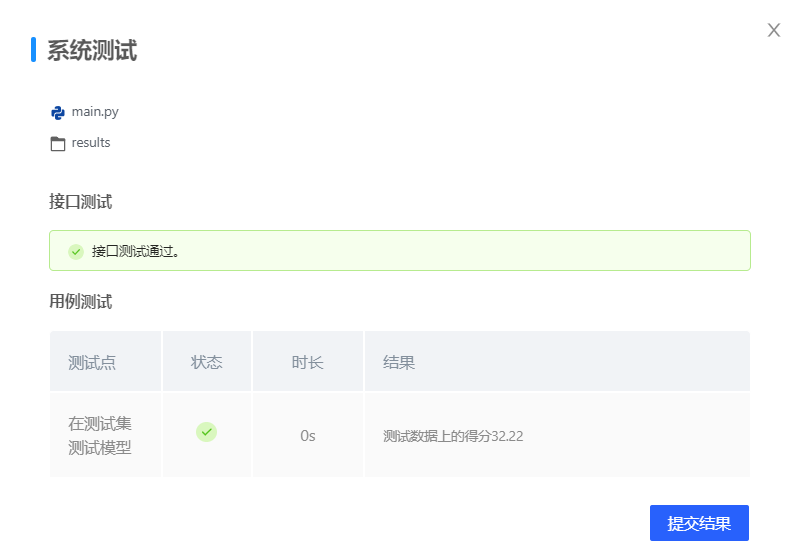 系统测试
main.py
results
接口测试
接口测试通过。
用例测试
测试点 状态 时长 结果
在测试集
测试模型 0s 测试数据上的得分32.22
提交结果